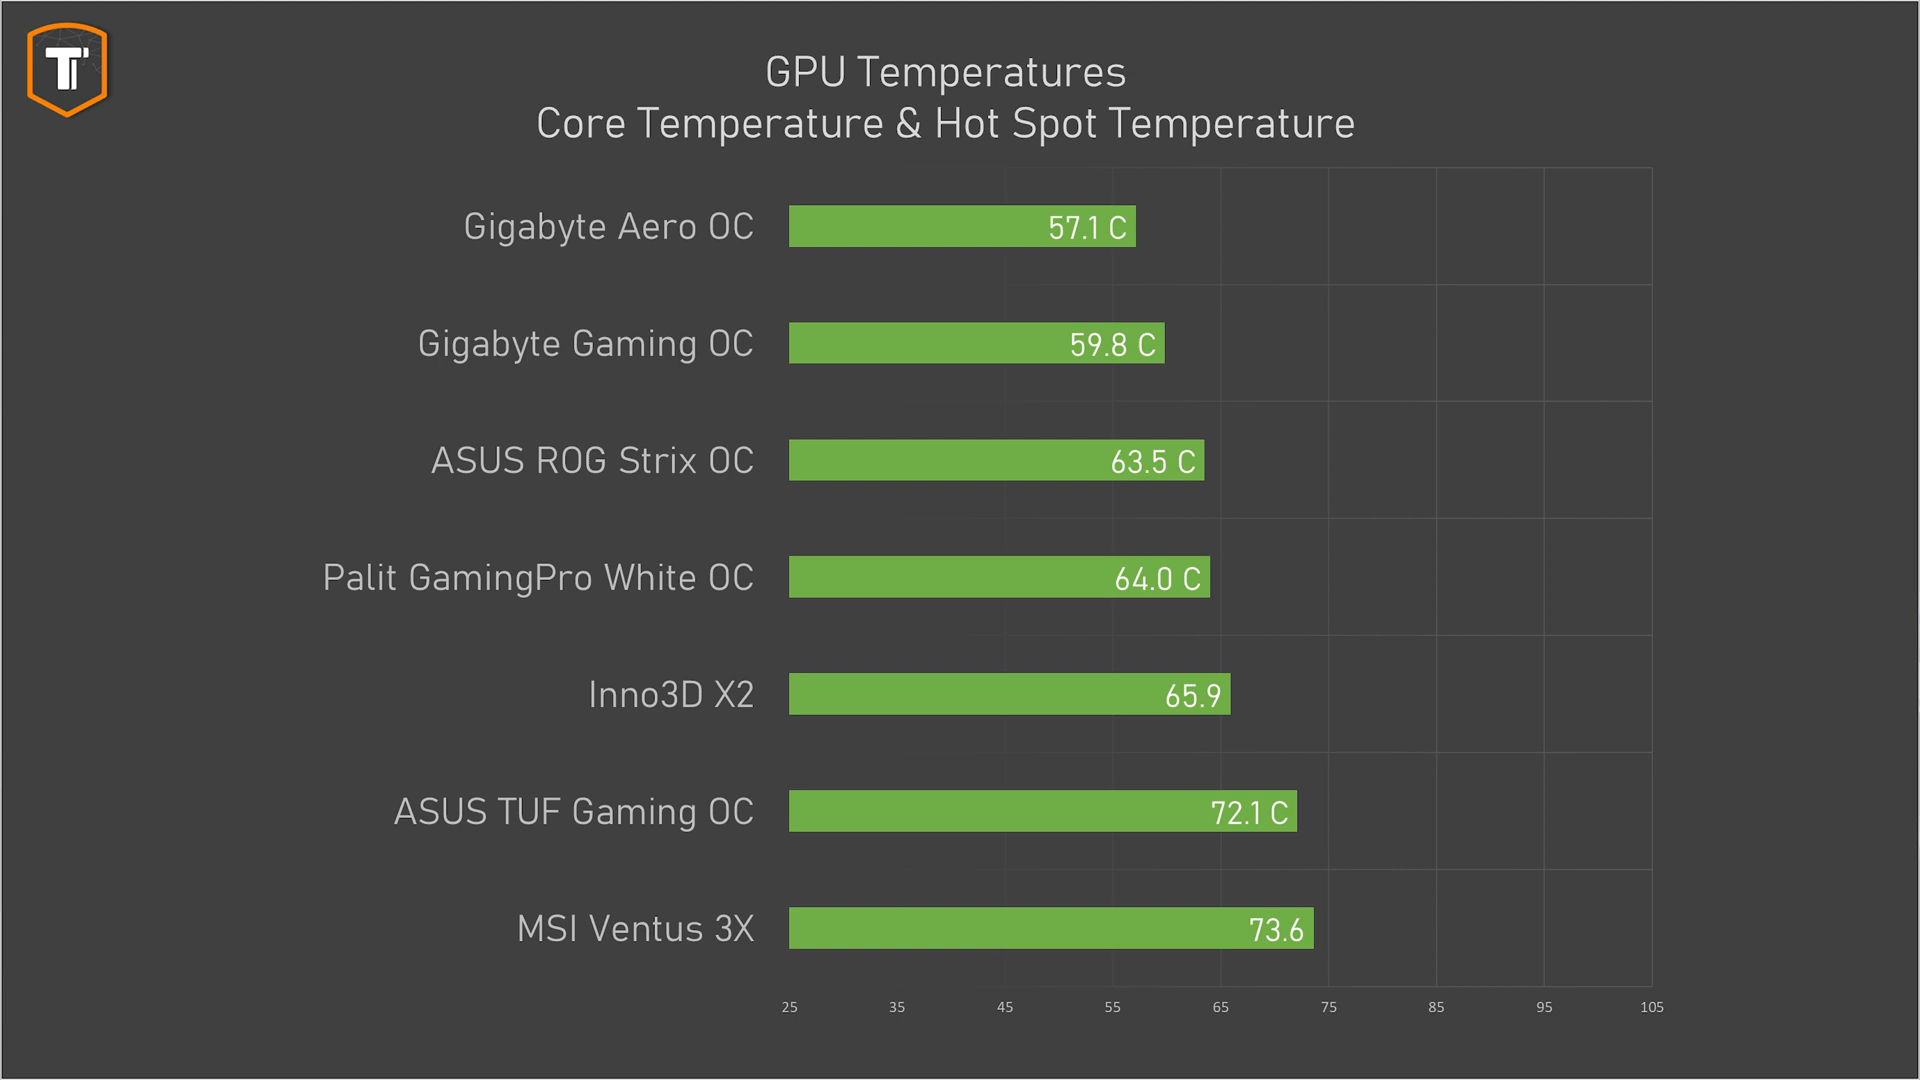 GPU Temperatures
Core Temperature & Hot Spot Temperature
Gigabyte Aero OC 57.1 C
Gigabyte Gaming OC 59.8 C
ASUS ROG Strix OC 63.5 C
Palit GamingPro White OC 64.0 C
Inno3D X2 65.9
ASUS TUF Gaming OC 72.1 C
MSI Ventus 3X 73.6
25 35 45 55 65 75 85 95 105